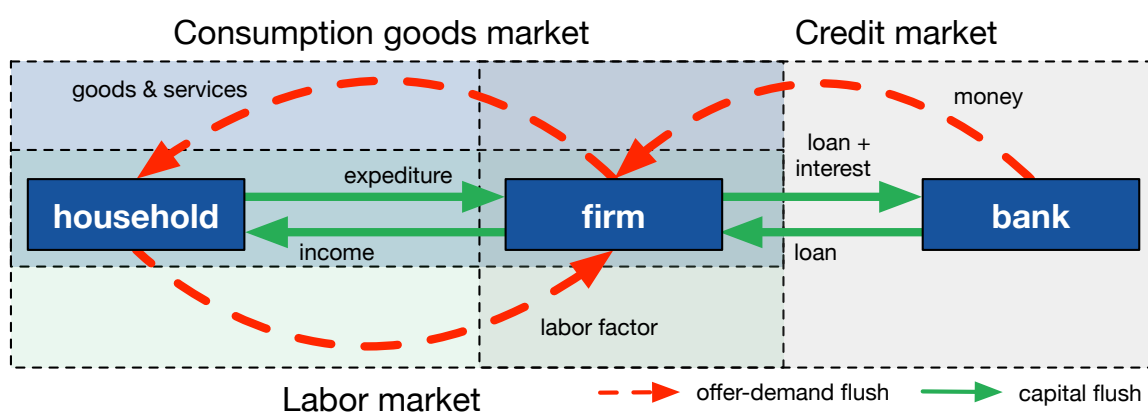 Consumption goods market
Credit market
goods & services
money
expediture
loan +
interest
household
firm
bank
income
loan
labor factor
Labor market
offer-demand flush
capital flush